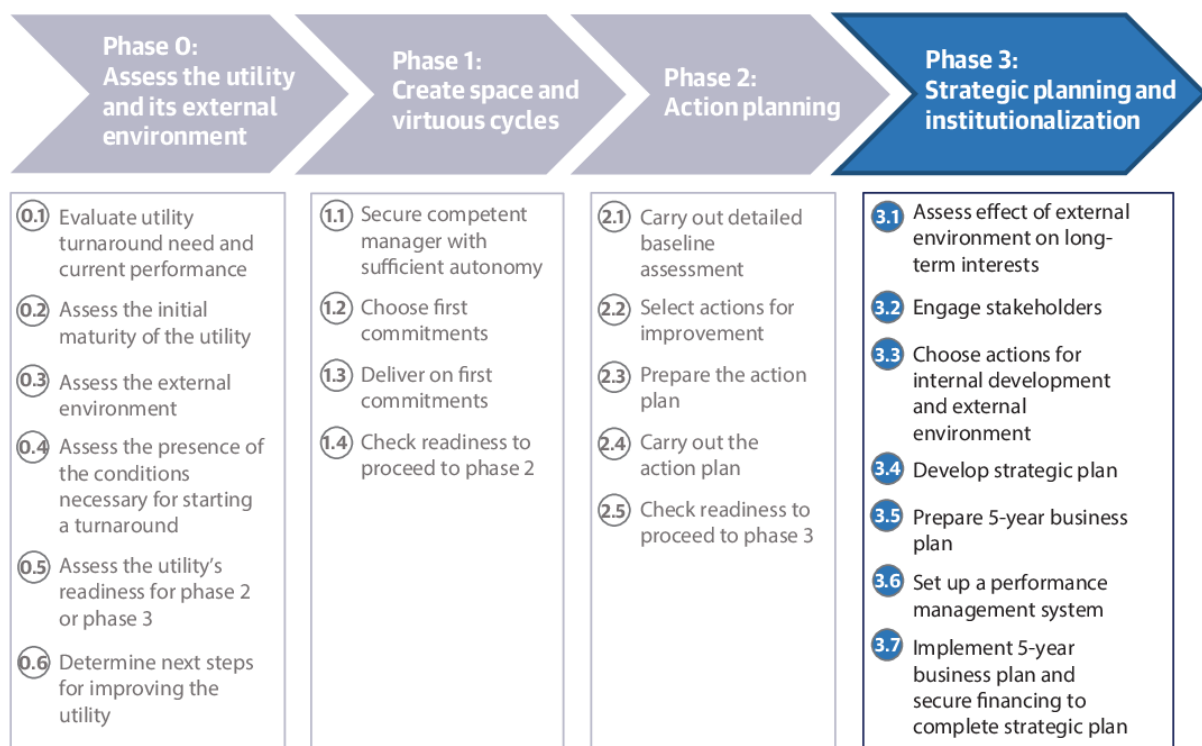 Phase 0:
Assess the utility
and its external
environment
Phase 1:
Create space and
virtuous cycles
Phase 2:
Action planning
Phase 3:
Strategic planning and
institutionalization
0.1 Evaluate utility
turnaround need and
current performance
0.2 Assess the initial
maturity of the utility
0.3 Assess the external
environment
0.4 Assess the presence of
the conditions
necessary for starting
a turnaround
0.5 Assess the utility’s
readiness for phase 2
or phase 3
0.6 Determine next steps
for improving the
utility
1.1 Secure competent
manager with
sufficient autonomy
1.2 Choose first
commitments
1.3 Deliver on first
commitments
1.4 Check readiness to
proceed to phase 2
2.1 Carry out detailed
baseline
assessment
2.2 Select actions for
improvement
2.3 Prepare the action
plan
2.4 Carry out the
action plan
2.5 Check readiness to
proceed to phase 3
3.1 Assess effect of external
environment on long-
term interests
3.2 Engage stakeholders
3.3 Choose actions for
internal development
and external
environment
3.4 Develop strategic plan
3.5 Prepare 5-year business
plan
3.6 Set up a performance
management system
3.7 Implement 5-year
business plan and
secure financing to
complete strategic plan